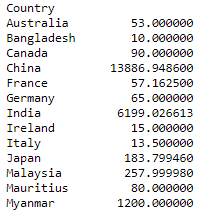 Country
Australia 53.000000
Bangladesh 10.000000
Canada 90.000000
China 13886.948600
France 57.162500
Germany 65.000000
India 6199.026613
Ireland 15.000000
Italy 13.500000
Japan 183.799460
Malaysia 257.999980
Mauritius 80.000000
Myanmar 1200.000000